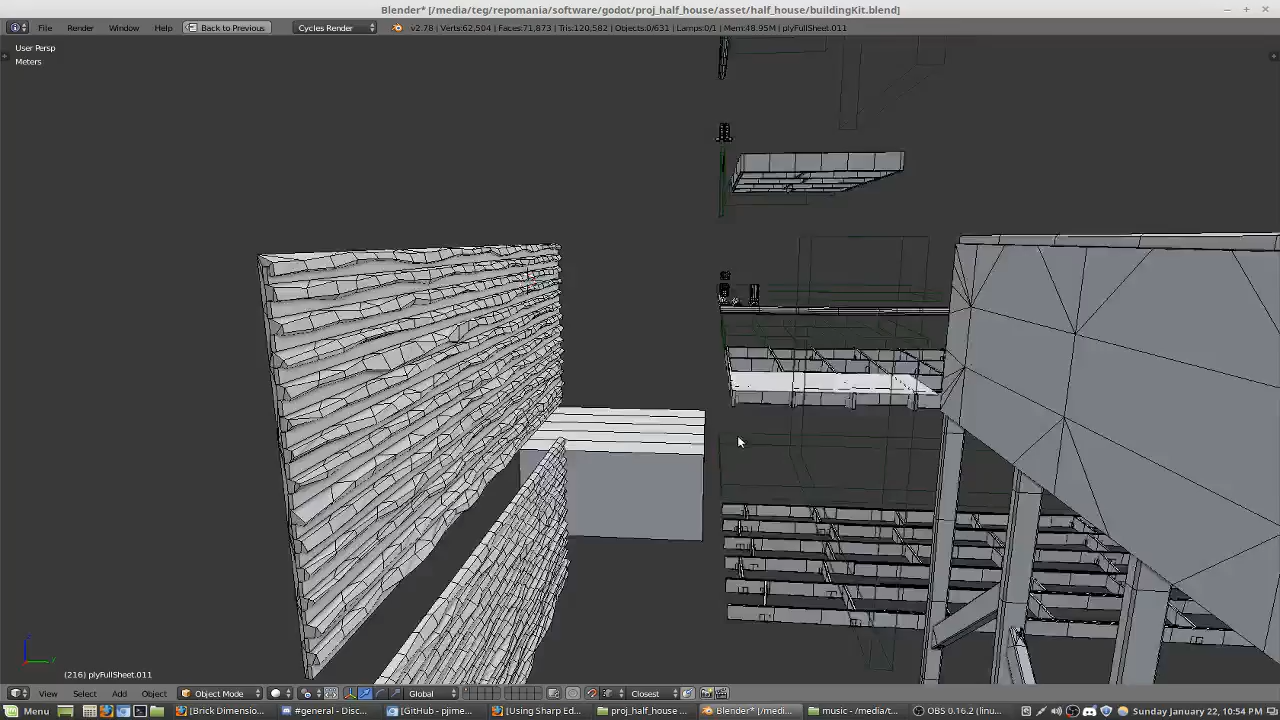 Blender* [/media/teg/repomania/software/godot/proj_half_house/asset/half_house/buildingKit.blend]
File Render Window Help Back to Previous Cycles Render v2.78 | Verts:62,504 | Faces:71,873 | Tris:120,582 | Objects:0/631 | Lamps:0/1 | Mem:48.95M | plyFullSheet.011
User Persp
Meters
z
y
(216) plyFullSheet.011
View Select Add Object Object Mode Global Closest
Menu [Brick Dimensio... #general - Disc... [GitHub - pjime... [Using Sharp Ed... proj_half_house ... Blender* [/medi... music - /media/t... OBS 0.16.2 (linu... Sunday January 22, 10:54 PM